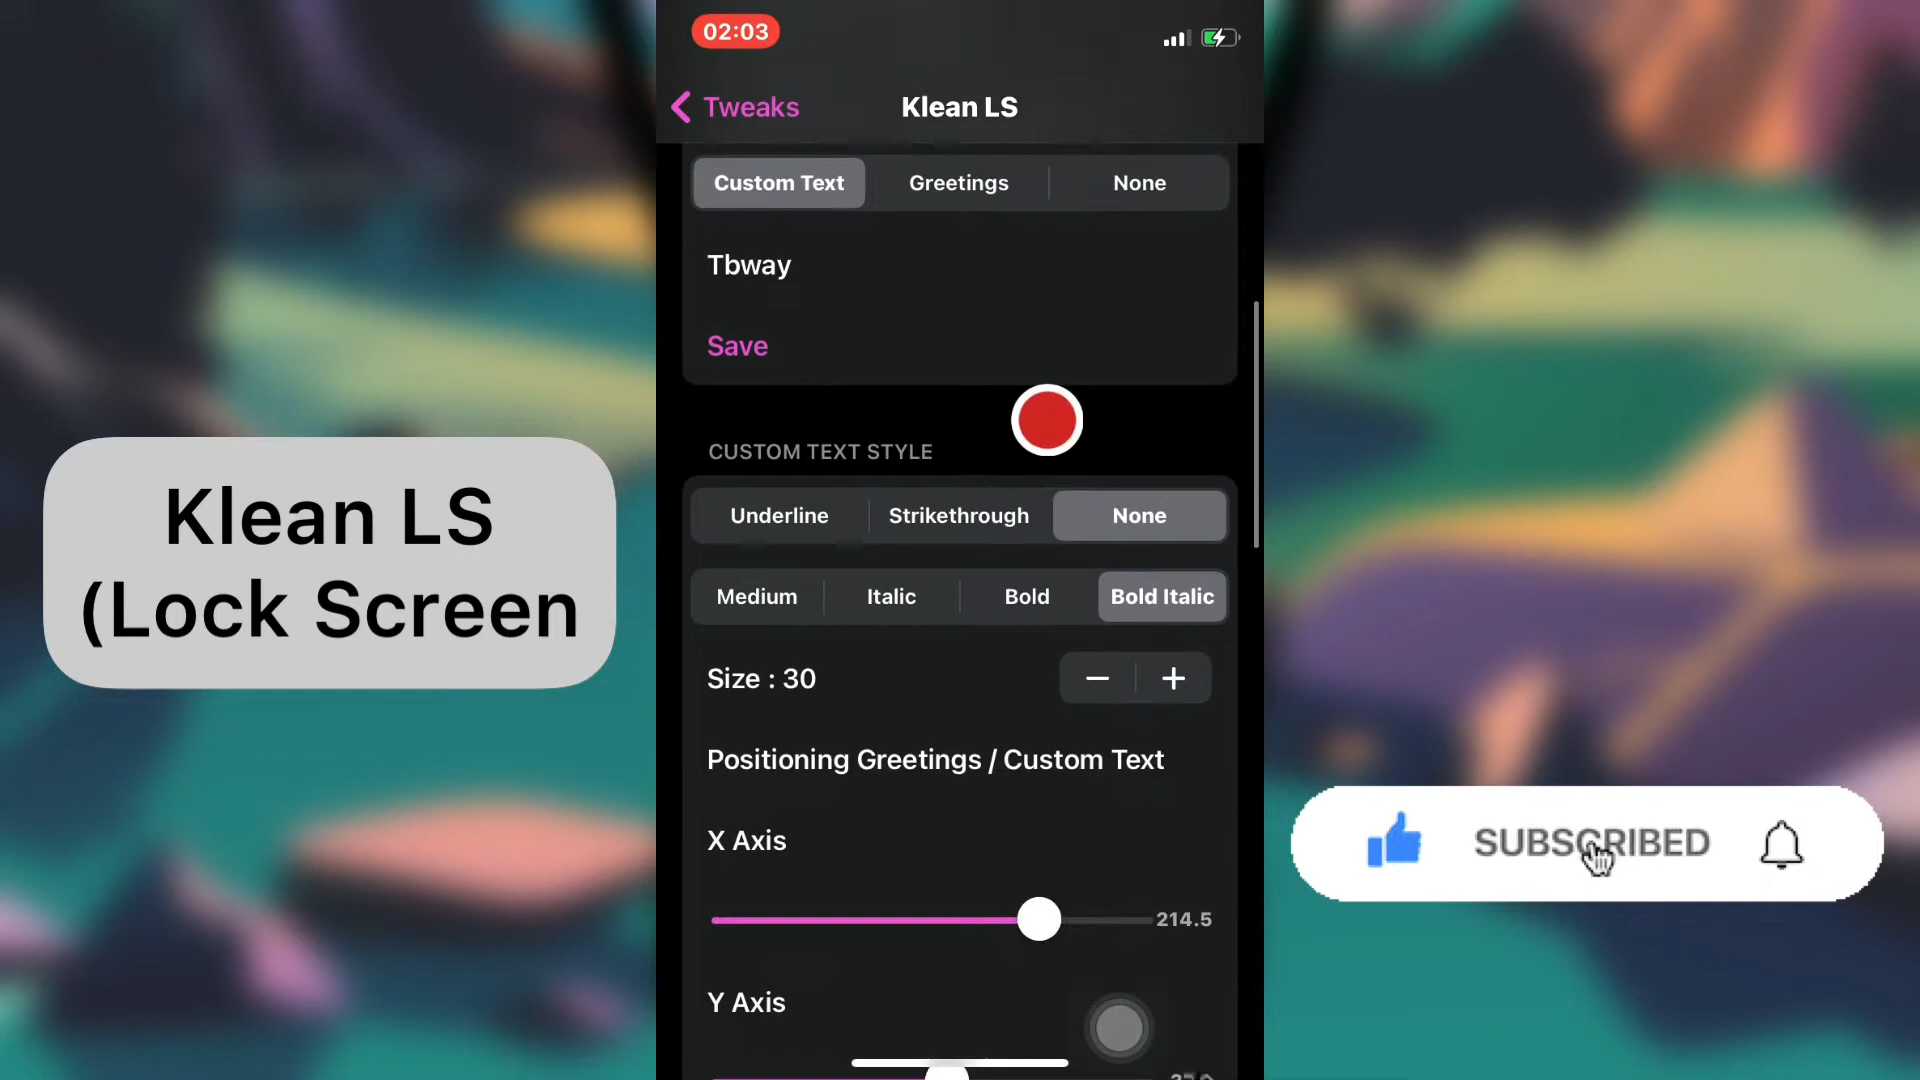 02:03
Tweaks
Klean LS
Custom Text
Greetings
None
Tbway
Save
CUSTOM TEXT STYLE
Underline
Strikethrough
None
Medium
Italic
Bold
Bold Italic
Size : 30
Positioning Greetings / Custom Text
X Axis
214.5
Y Axis
Klean LS
(Lock Screen
SUBSCRIBED